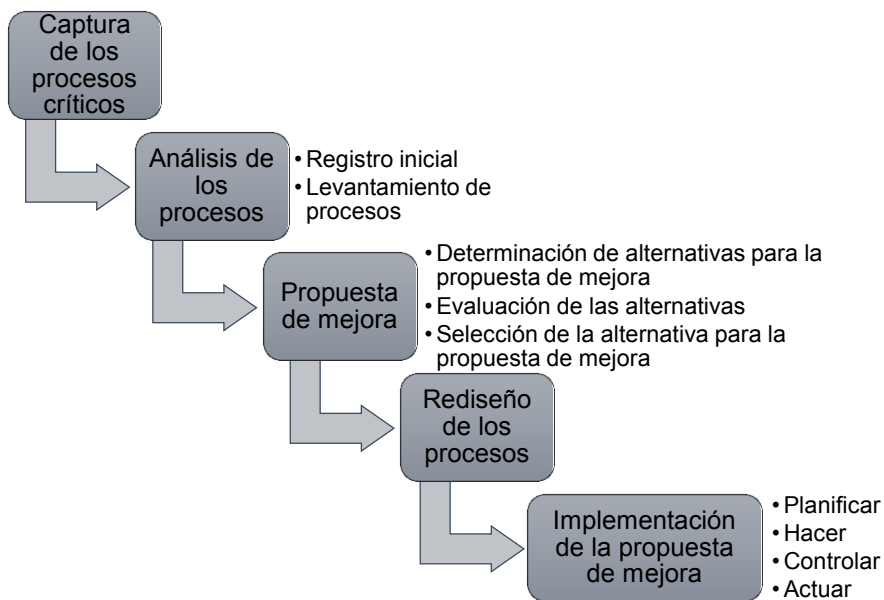 Captura
de los
procesos
críticos
Análisis de
los
procesos
• Registro inicial
• Levantamiento de
procesos
Propuesta
de mejora
• Determinación de alternativas para la
propuesta de mejora
• Evaluación de las alternativas
• Selección de la alternativa para la
propuesta de mejora
Rediseño
de los
procesos
Implementación
de la propuesta
de mejora
• Planificar
• Hacer
• Controlar
• Actuar